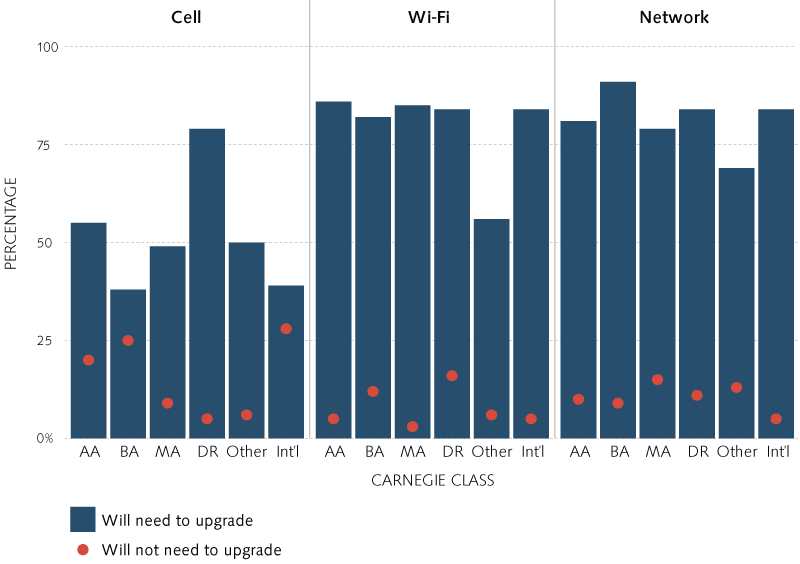 Cell Wi-Fi Network
100
75
50
25
0%
PERCENTAGE
AA BA MA DR Other Int'l AA BA MA DR Other Int'l AA BA MA DR Other Int'l
CARNEGIE CLASS
Will need to upgrade
Will not need to upgrade